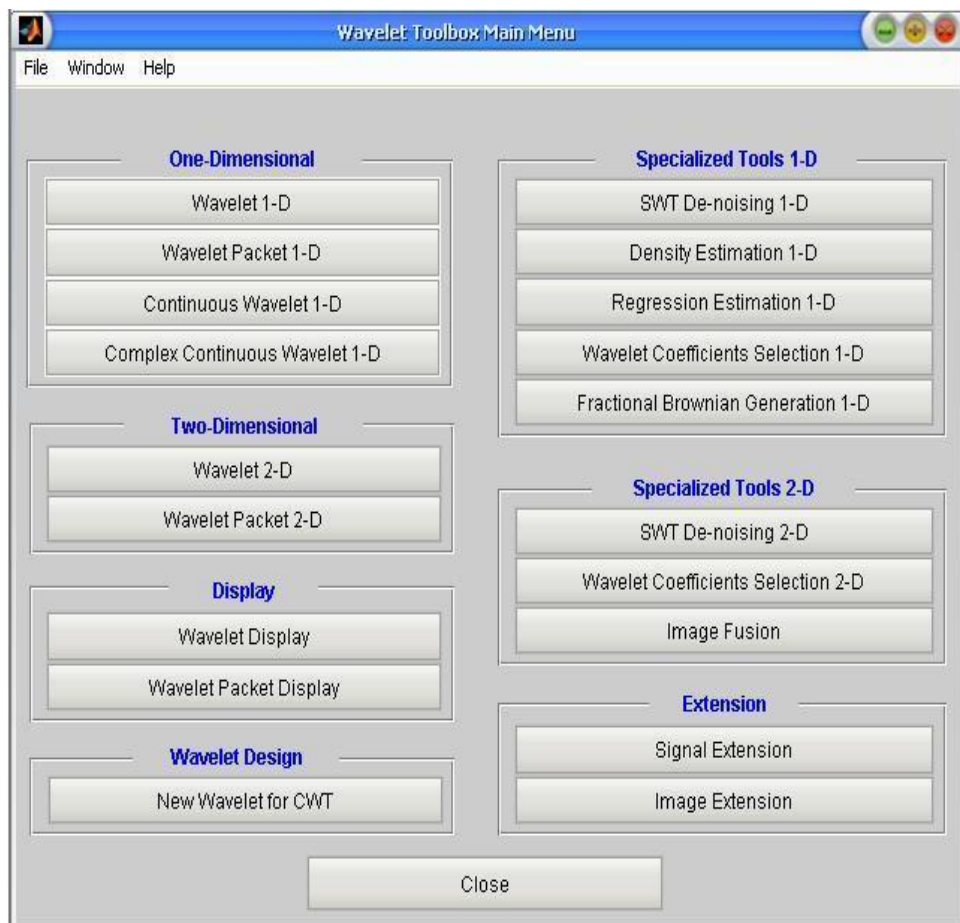 Wavelet Toolbox Main Menu
File Window Help
One-Dimensional
Wavelet 1-D
Wavelet Packet 1-D
Continuous Wavelet 1-D
Complex Continuous Wavelet 1-D
Two-Dimensional
Wavelet 2-D
Wavelet Packet 2-D
Display
Wavelet Display
Wavelet Packet Display
Wavelet Design
New Wavelet for CWT
Specialized Tools 1-D
SWT De-noising 1-D
Density Estimation 1-D
Regression Estimation 1-D
Wavelet Coefficients Selection 1-D
Fractional Brownian Generation 1-D
Specialized Tools 2-D
SWT De-noising 2-D
Wavelet Coefficients Selection 2-D
Image Fusion
Extension
Signal Extension
Image Extension
Close